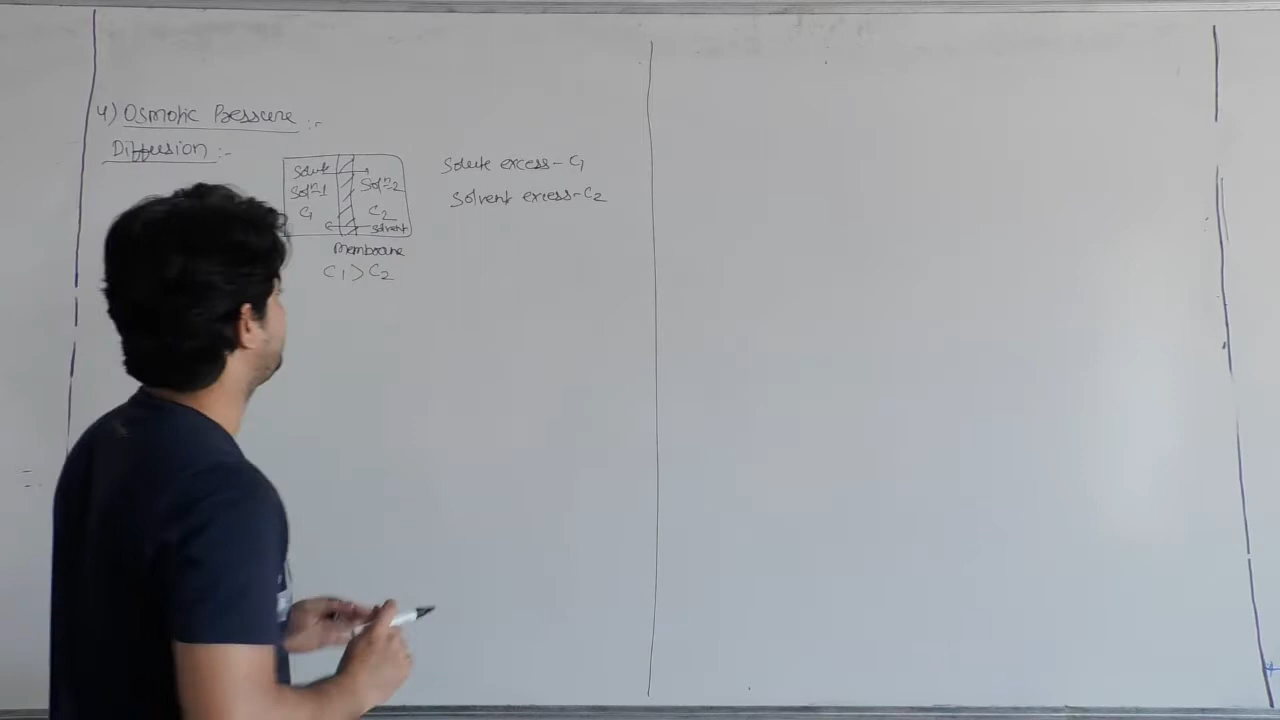 4) Osmotic Pressure :-
Diffusion :-
Solute
Solⁿ-1
Solⁿ-2
C1
C2
solvent
Membrane
C1 > C2
Solute excess - C1
Solvent excess - C2